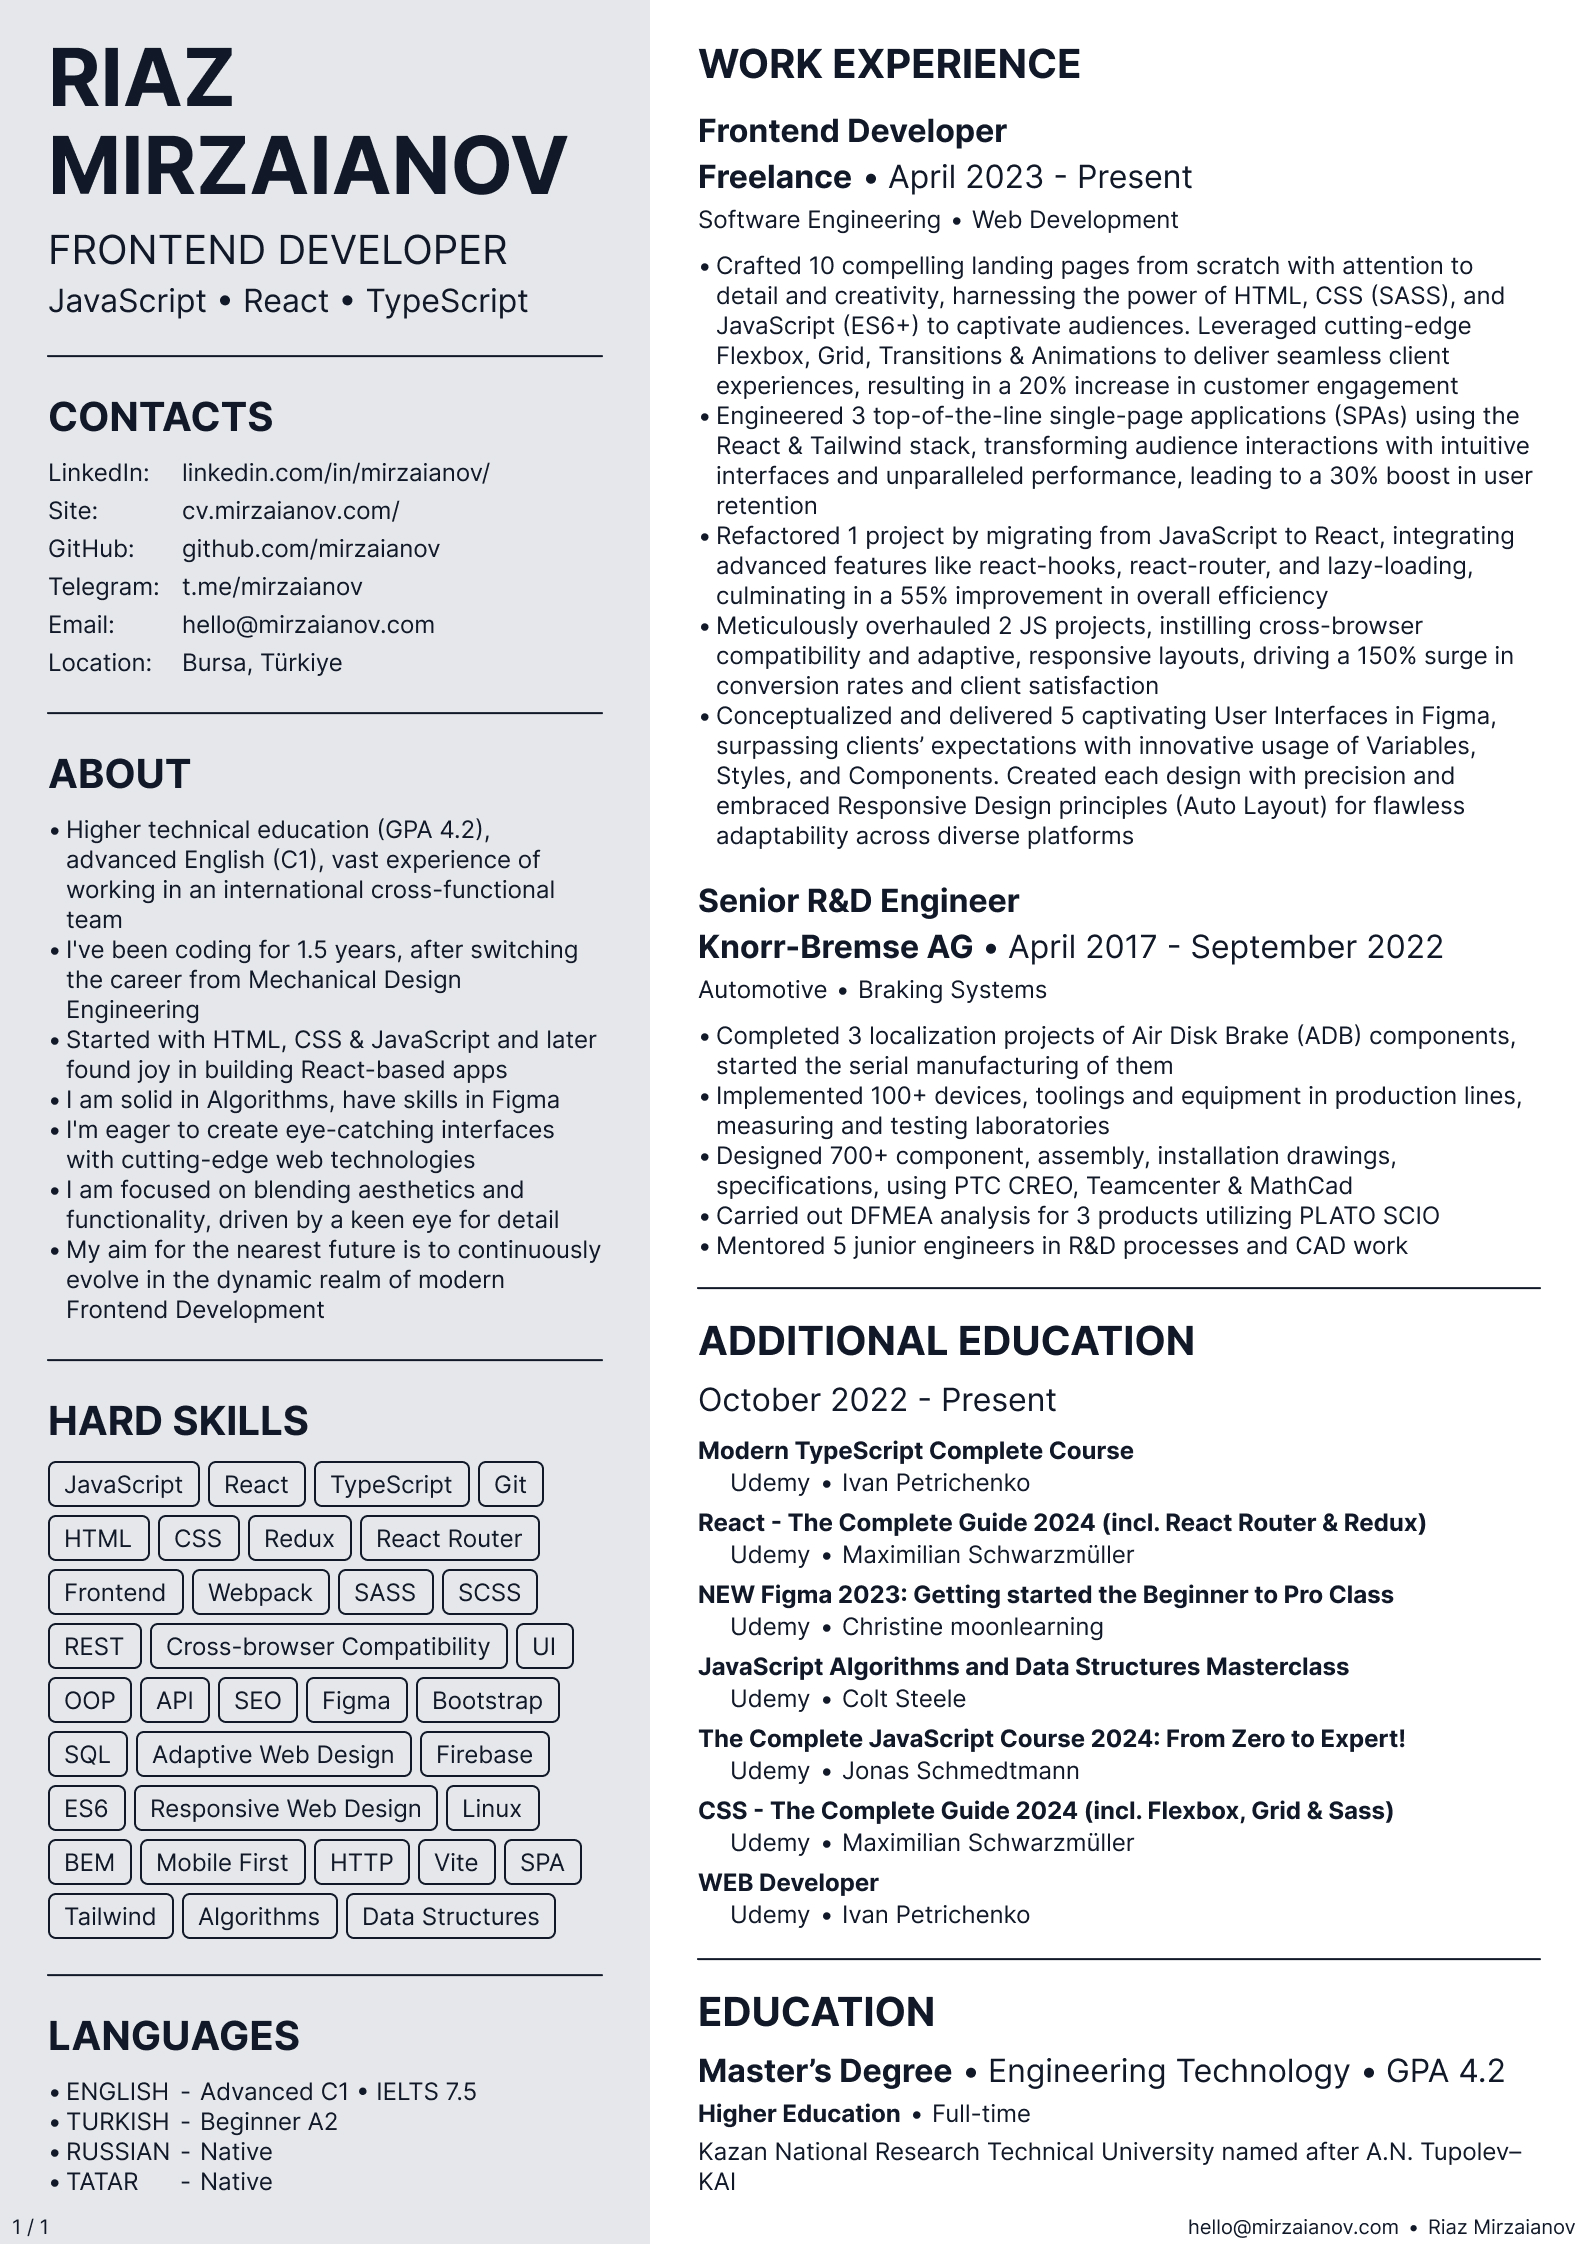 RIAZ
MIRZAIANOV
FRONTEND DEVELOPER
JavaScript • React • TypeScript
CONTACTS
LinkedIn: linkedin.com/in/mirzaianov/
Site: cv.mirzaianov.com/
GitHub: github.com/mirzaianov
Telegram: t.me/mirzaianov
Email: hello@mirzaianov.com
Location: Bursa, Türkiye
ABOUT
• Higher technical education (GPA 4.2),
advanced English (C1), vast experience of
working in an international cross-functional
team
• I've been coding for 1.5 years, after switching
the career from Mechanical Design
Engineering
• Started with HTML, CSS & JavaScript and later
found joy in building React-based apps
• I am solid in Algorithms, have skills in Figma
• I'm eager to create eye-catching interfaces
with cutting-edge web technologies
• I am focused on blending aesthetics and
functionality, driven by a keen eye for detail
• My aim for the nearest future is to continuously
evolve in the dynamic realm of modern
Frontend Development
HARD SKILLS
JavaScript React TypeScript Git
HTML CSS Redux React Router
Frontend Webpack SASS SCSS
REST Cross-browser Compatibility UI
OOP API SEO Figma Bootstrap
SQL Adaptive Web Design Firebase
ES6 Responsive Web Design Linux
BEM Mobile First HTTP Vite SPA
Tailwind Algorithms Data Structures
LANGUAGES
• ENGLISH - Advanced C1 • IELTS 7.5
• TURKISH - Beginner A2
• RUSSIAN - Native
• TATAR - Native
WORK EXPERIENCE
Frontend Developer
Freelance • April 2023 - Present
Software Engineering • Web Development
• Crafted 10 compelling landing pages from scratch with attention to
detail and creativity, harnessing the power of HTML, CSS (SASS), and
JavaScript (ES6+) to captivate audiences. Leveraged cutting-edge
Flexbox, Grid, Transitions & Animations to deliver seamless client
experiences, resulting in a 20% increase in customer engagement
• Engineered 3 top-of-the-line single-page applications (SPAs) using the
React & Tailwind stack, transforming audience interactions with intuitive
interfaces and unparalleled performance, leading to a 30% boost in user
retention
• Refactored 1 project by migrating from JavaScript to React, integrating
advanced features like react-hooks, react-router, and lazy-loading,
culminating in a 55% improvement in overall efficiency
• Meticulously overhauled 2 JS projects, instilling cross-browser
compatibility and adaptive, responsive layouts, driving a 150% surge in
conversion rates and client satisfaction
• Conceptualized and delivered 5 captivating User Interfaces in Figma,
surpassing clients’ expectations with innovative usage of Variables,
Styles, and Components. Created each design with precision and
embraced Responsive Design principles (Auto Layout) for flawless
adaptability across diverse platforms
Senior R&D Engineer
Knorr-Bremse AG • April 2017 - September 2022
Automotive • Braking Systems
• Completed 3 localization projects of Air Disk Brake (ADB) components,
started the serial manufacturing of them
• Implemented 100+ devices, toolings and equipment in production lines,
measuring and testing laboratories
• Designed 700+ component, assembly, installation drawings,
specifications, using PTC CREO, Teamcenter & MathCad
• Carried out DFMEA analysis for 3 products utilizing PLATO SCIO
• Mentored 5 junior engineers in R&D processes and CAD work
ADDITIONAL EDUCATION
October 2022 - Present
Modern TypeScript Complete Course
Udemy • Ivan Petrichenko
React - The Complete Guide 2024 (incl. React Router & Redux)
Udemy • Maximilian Schwarzmüller
NEW Figma 2023: Getting started the Beginner to Pro Class
Udemy • Christine moonlearning
JavaScript Algorithms and Data Structures Masterclass
Udemy • Colt Steele
The Complete JavaScript Course 2024: From Zero to Expert!
Udemy • Jonas Schmedtmann
CSS - The Complete Guide 2024 (incl. Flexbox, Grid & Sass)
Udemy • Maximilian Schwarzmüller
WEB Developer
Udemy • Ivan Petrichenko
EDUCATION
Master’s Degree • Engineering Technology • GPA 4.2
Higher Education • Full-time
Kazan National Research Technical University named after A.N. Tupolev–
KAI
1 / 1
hello@mirzaianov.com • Riaz Mirzaianov